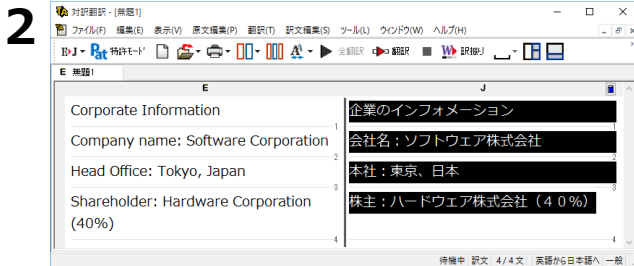 2
対訳翻訳 - [無題1]
ファイル(F) 編集(E) 表示(V) 原文編集(P) 翻訳(T) 訳文編集(S) ツール(L) ウィンドウ(W) ヘルプ(H)
E▸J Pat 特許モード 全翻訳 翻訳 W 訳振り
E 無題1
E J
Corporate Information 企業のインフォメーション
1 1
Company name: Software Corporation 会社名：ソフトウェア株式会社
2 2
Head Office: Tokyo, Japan 本社：東京、日本
3 3
Shareholder: Hardware Corporation 株主：ハードウェア株式会社（４０％）
(40%)
4 4
待機中 訳文 4/4文 英語から日本語へ 一般